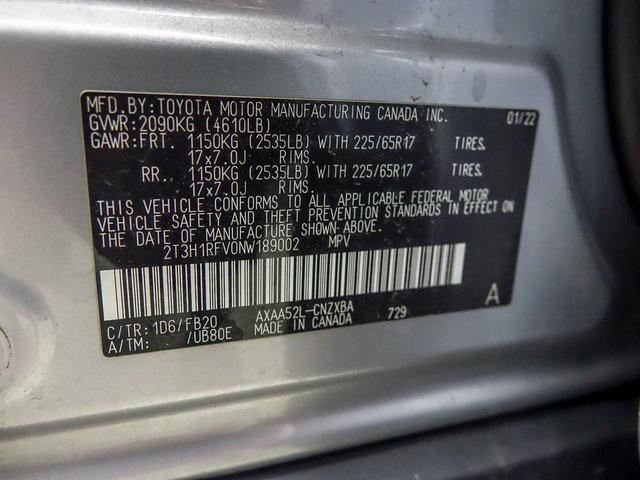 MFD.BY:TOYOTA MOTOR MANUFACTURING CANADA INC. 01/22
GVWR:2090KG (4610LB)
GAWR:FRT. 1150KG (2535LB) WITH 225/65R17 TIRES,
17x7.0J RIMS.
RR. 1150KG (2535LB) WITH 225/65R17 TIRES,
17x7.0J RIMS.
THIS VEHICLE CONFORMS TO ALL APPLICABLE FEDERAL MOTOR
VEHICLE SAFETY AND THEFT PREVENTION STANDARDS IN EFFECT ON
THE DATE OF MANUFACTURE SHOWN ABOVE.
2T3H1RFV0NW189002 MPV
A
C/TR: 1D6/FB20 AXAA52L-CNZXBA 729
A/TM: /UB80E MADE IN CANADA